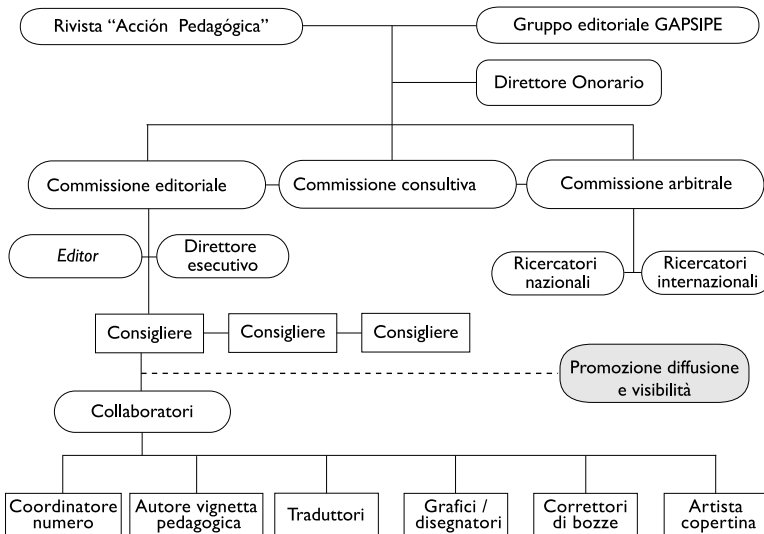 Rivista “Acción Pedagógica”
Gruppo editoriale GAPSIPE
Direttore Onorario
Commissione editoriale
Commissione consultiva
Commissione arbitrale
Editor
Direttore
esecutivo
Ricercatori
nazionali
Ricercatori
internazionali
Consigliere
Consigliere
Consigliere
Promozione diffusione
e visibilità
Collaboratori
Coordinatore
numero
Autore vignetta
pedagogica
Traduttori
Grafici /
disegnatori
Correttori
di bozze
Artista
copertina